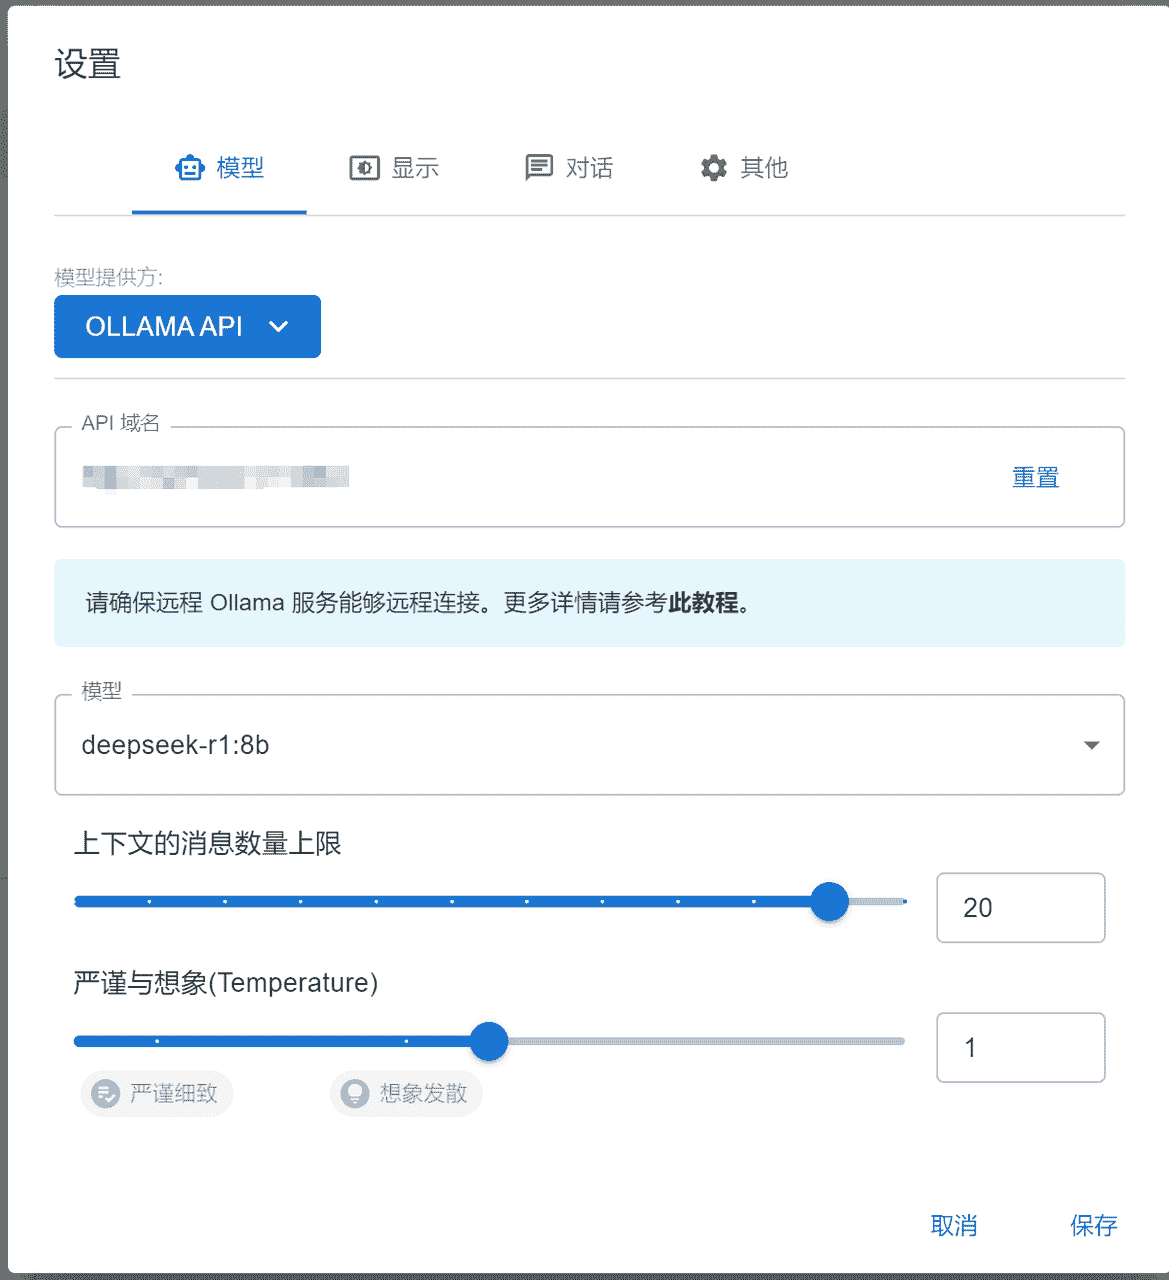 设置
模型 显示 对话 其他
模型提供方:
OLLAMA API
API 域名
重置
请确保远程 Ollama 服务能够远程连接。更多详情请参考此教程。
模型
deepseek-r1:8b
上下文的消息数量上限
20
严谨与想象(Temperature)
1
严谨细致 想象发散
取消 保存